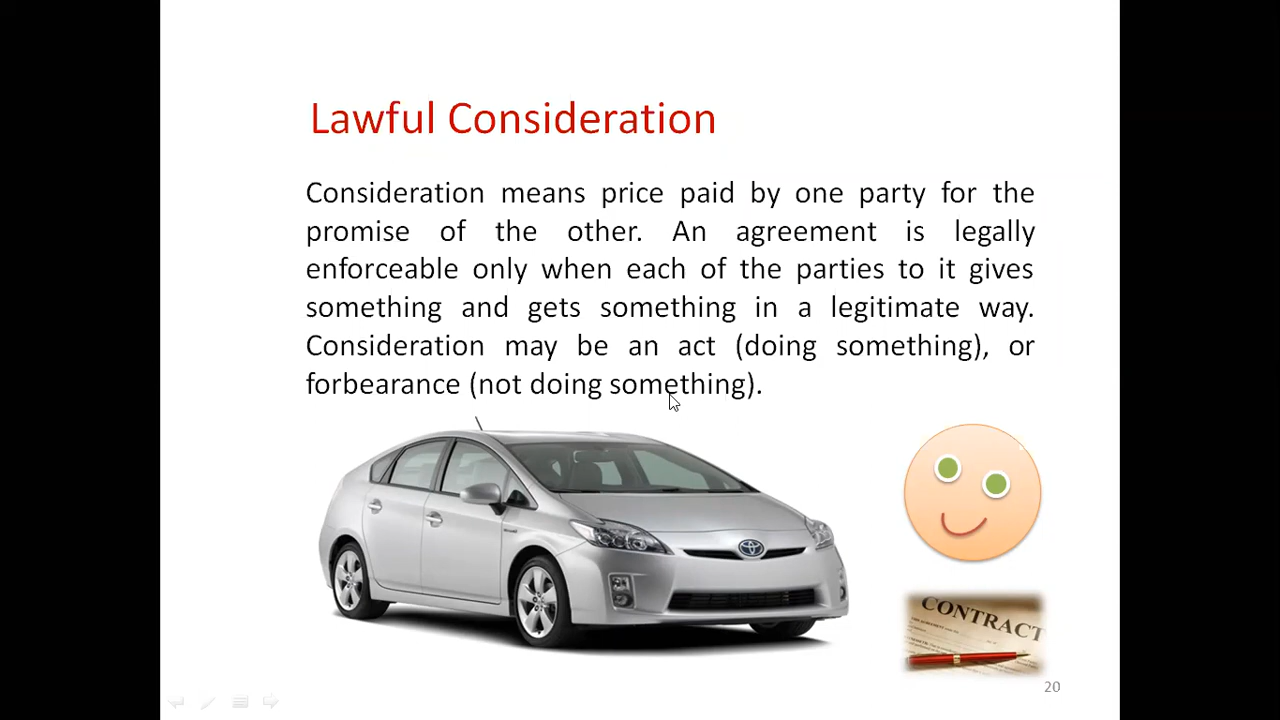 Lawful Consideration
Consideration means price paid by one party for the
promise of the other. An agreement is legally
enforceable only when each of the parties to it gives
something and gets something in a legitimate way.
Consideration may be an act (doing something), or
forbearance (not doing something).
CONTRACT
20